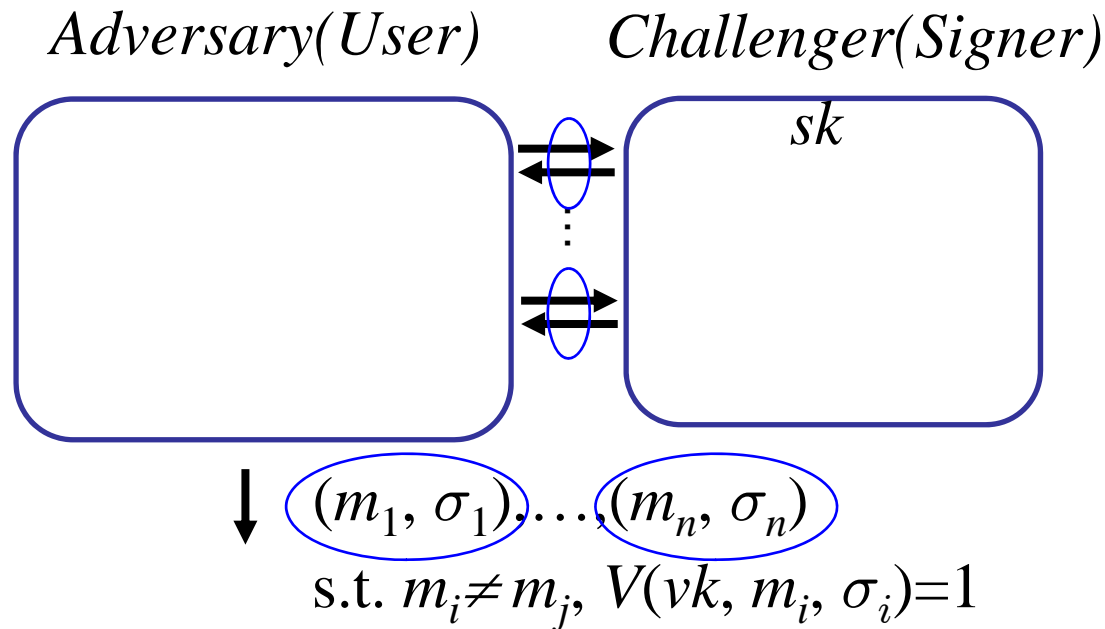 Adversary(User) Challenger(Signer)
sk
⋮
(m₁, σ₁),…,(mₙ, σₙ)
s.t. mᵢ≠mⱼ, V(vk, mᵢ, σᵢ)=1